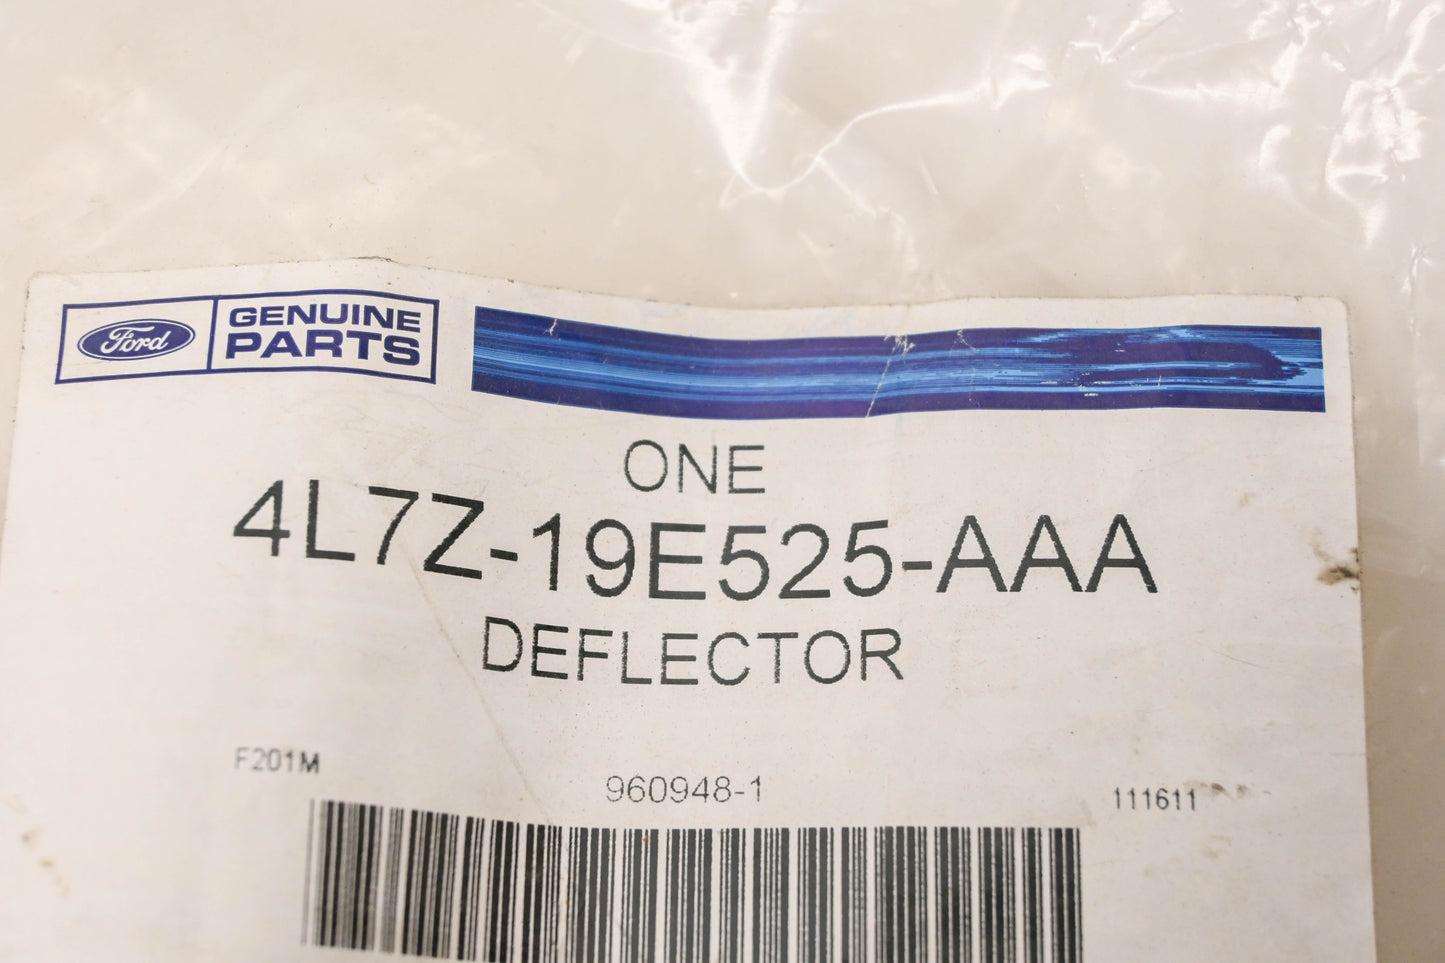 Ford
GENUINE
PARTS
ONE
4L7Z-19E525-AAA
DEFLECTOR
F201M
960948-1
111611